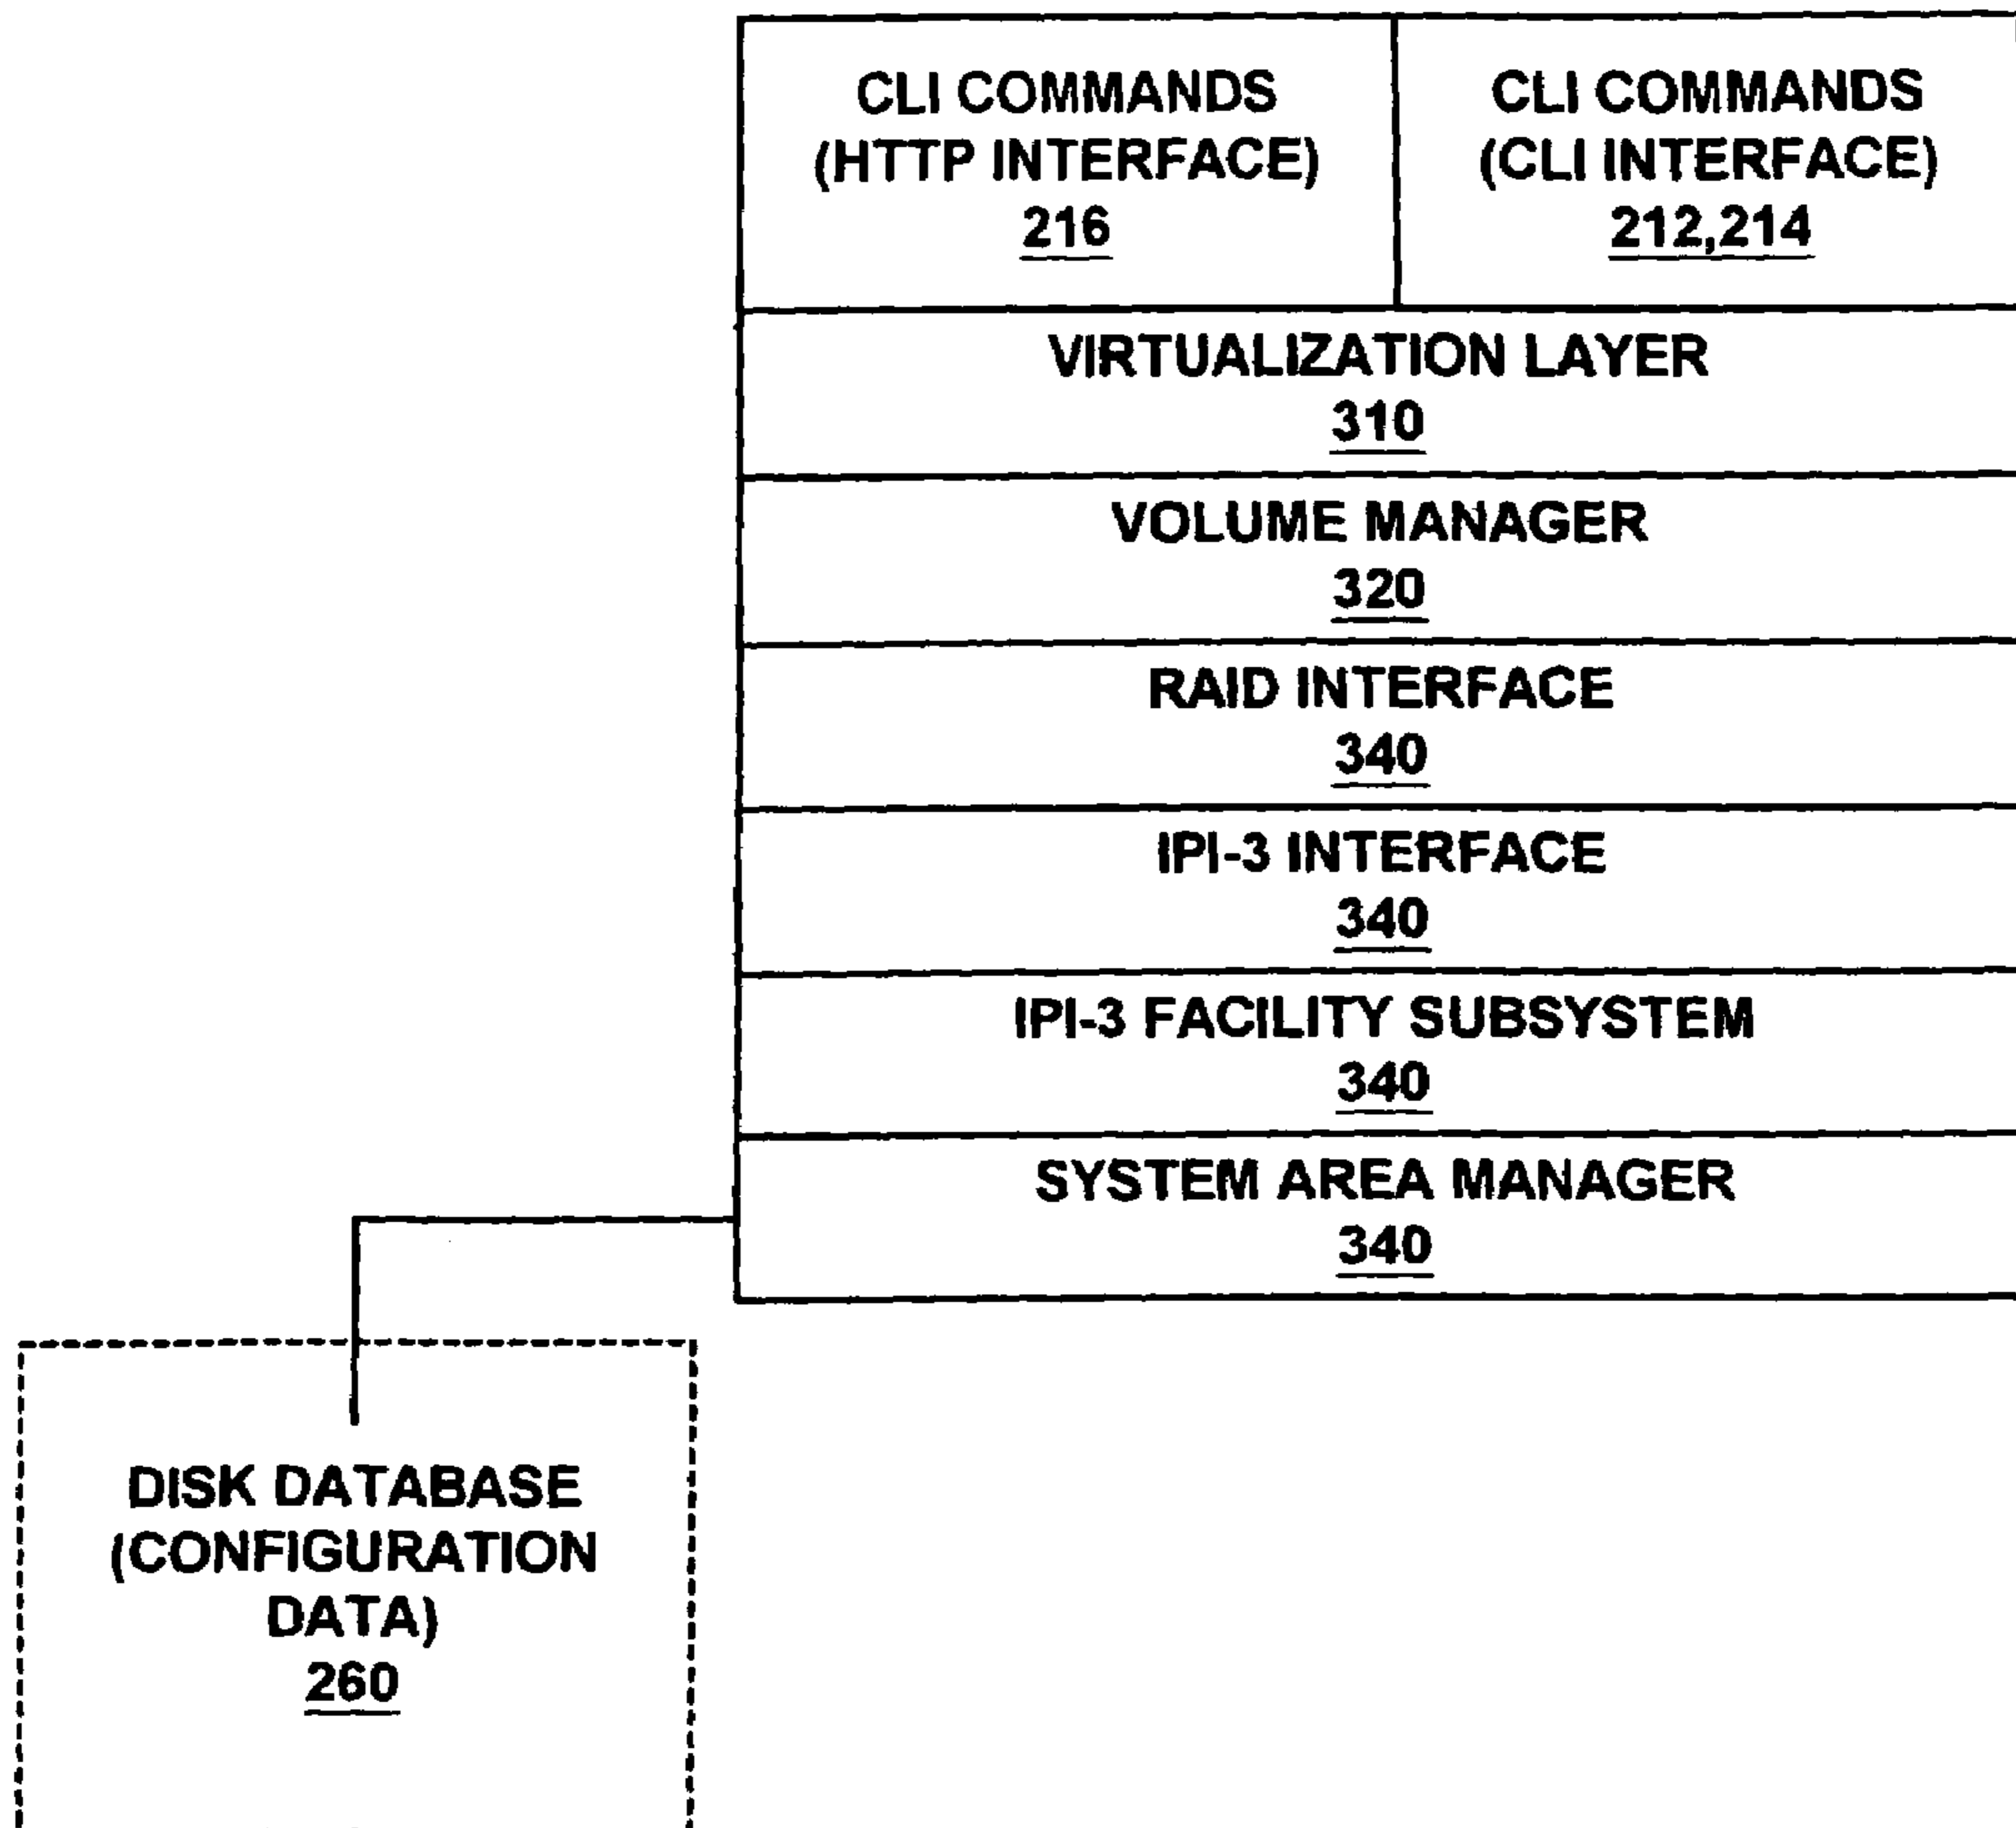 CLI COMMANDS
(HTTP INTERFACE)
216
CLI COMMANDS
(CLI INTERFACE)
212,214
VIRTUALIZATION LAYER
310
VOLUME MANAGER
320
RAID INTERFACE
340
IPI-3 INTERFACE
340
IPI-3 FACILITY SUBSYSTEM
340
SYSTEM AREA MANAGER
340
DISK DATABASE
(CONFIGURATION
DATA)
260